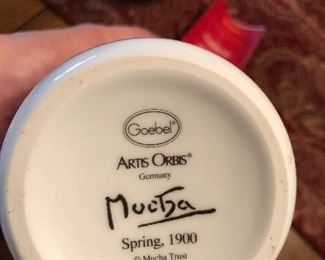 Goebel®
ARTIS ORBIS®
Germany
Mucha
Spring, 1900
© Mucha Trust